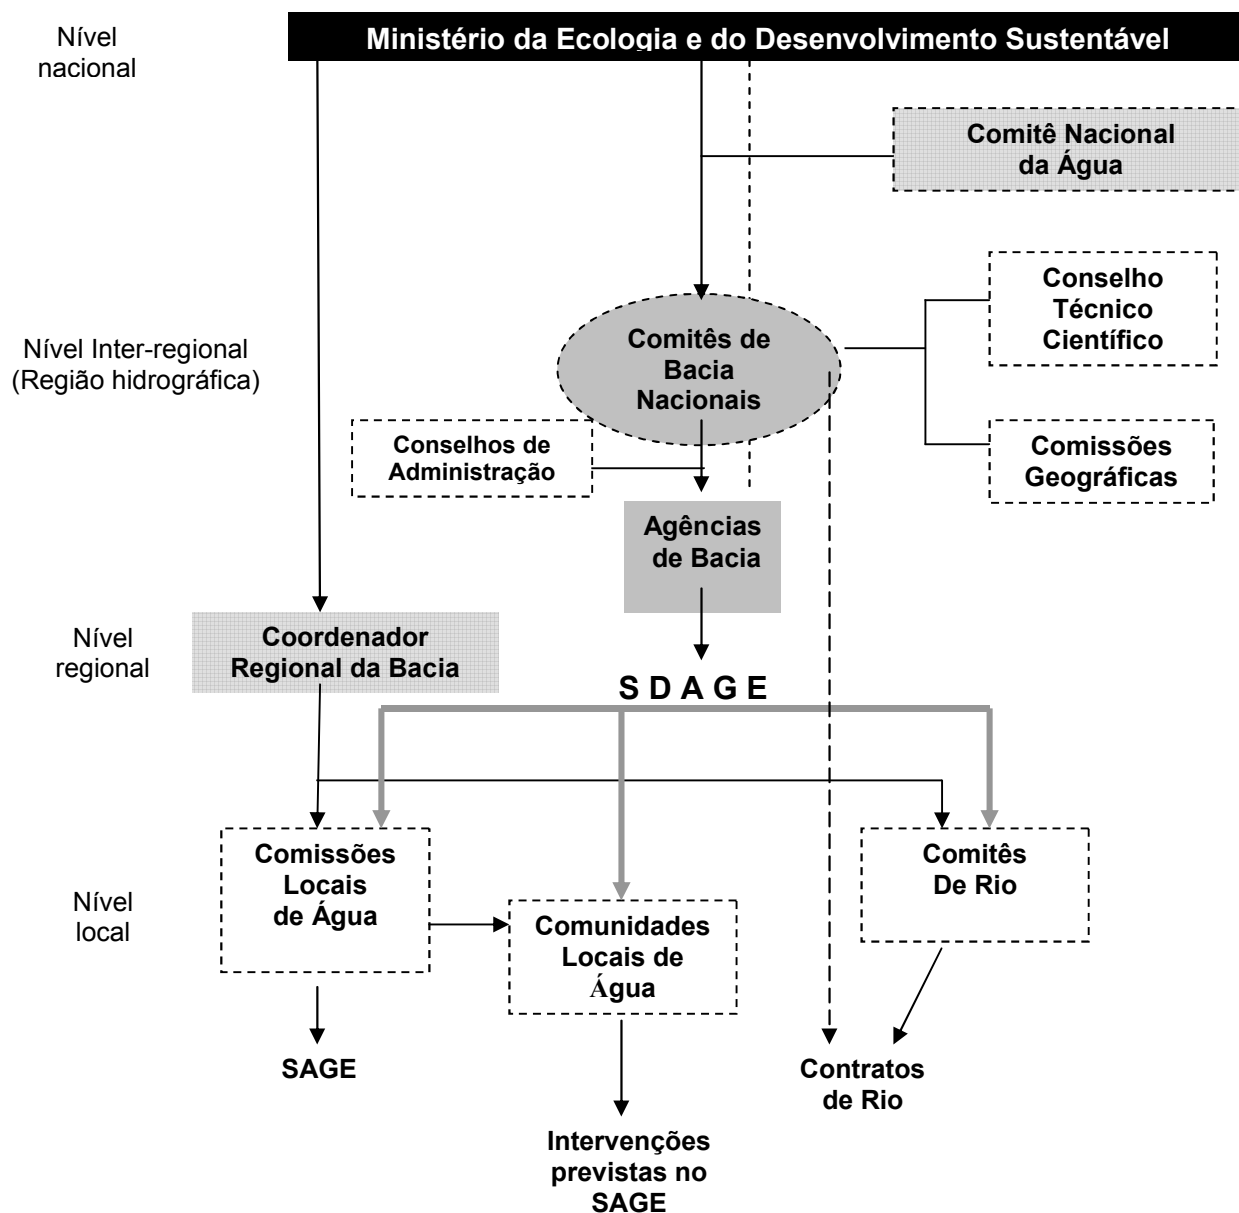 Nível
nacional
Ministério da Ecologia e do Desenvolvimento Sustentável
Comitê Nacional
da Água
Conselho
Técnico
Científico
Nível Inter-regional
(Região hidrográfica)
Comitês de
Bacia
Nacionais
Conselhos de
Administração
Comissões
Geográficas
Agências
de Bacia
Nível
regional
Coordenador
Regional da Bacia
S D A G E
Nível
local
Comissões
Locais
de Água
Comunidades
Locais de
Água
Comitês
De Rio
SAGE
Contratos
de Rio
Intervenções
previstas no
SAGE